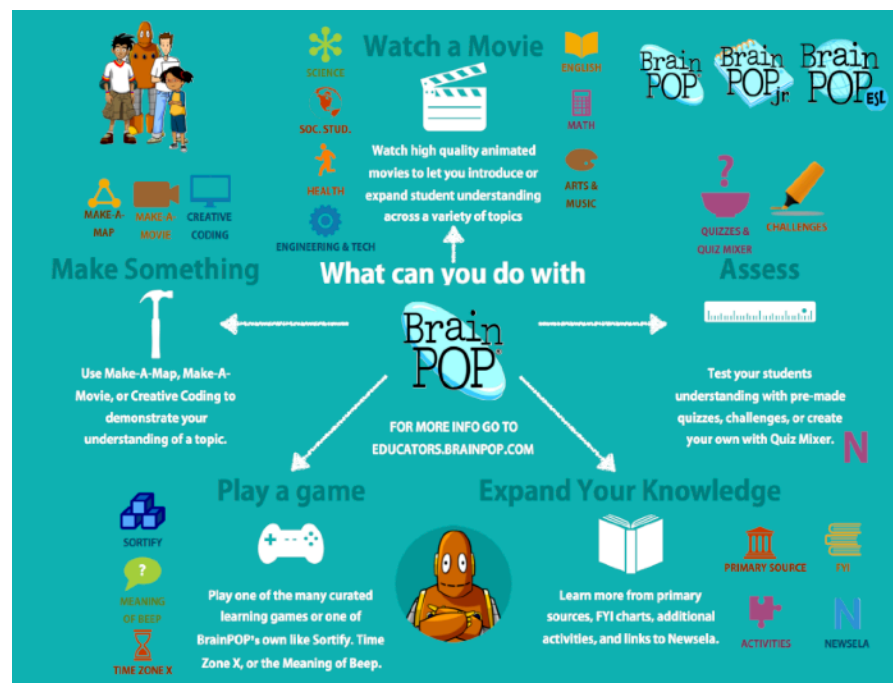 Watch a Movie
SCIENCE
SOC. STUD.
HEALTH
ENGINEERING & TECH
ENGLISH
MATH
ARTS &
MUSIC
Watch high quality animated
movies to let you introduce or
expand student understanding
across a variety of topics
Brain
POP
Brain
POP jr.
Brain
POP ESL
MAKE-A-
MAP
MAKE-A-
MOVIE
CREATIVE
CODING
Make Something
Use Make-A-Map, Make-A-
Movie, or Creative Coding to
demonstrate your
understanding of a topic.
What can you do with
Brain
POP®
FOR MORE INFO GO TO
EDUCATORS.BRAINPOP.COM
?
QUIZZES &
QUIZ MIXER
CHALLENGES
Assess
Test your students
understanding with pre-made
quizzes, challenges, or create
your own with Quiz Mixer.
N
Play a game
SORTIFY
?
MEANING
OF BEEP
TIME ZONE X
Play one of the many curated
learning games or one of
BrainPOP's own like Sortify. Time
Zone X, or the Meaning of Beep.
Expand Your Knowledge
Learn more from primary
sources, FYI charts, additional
activities, and links to Newsela.
PRIMARY SOURCE
FYI
ACTIVITIES
N
NEWSELA